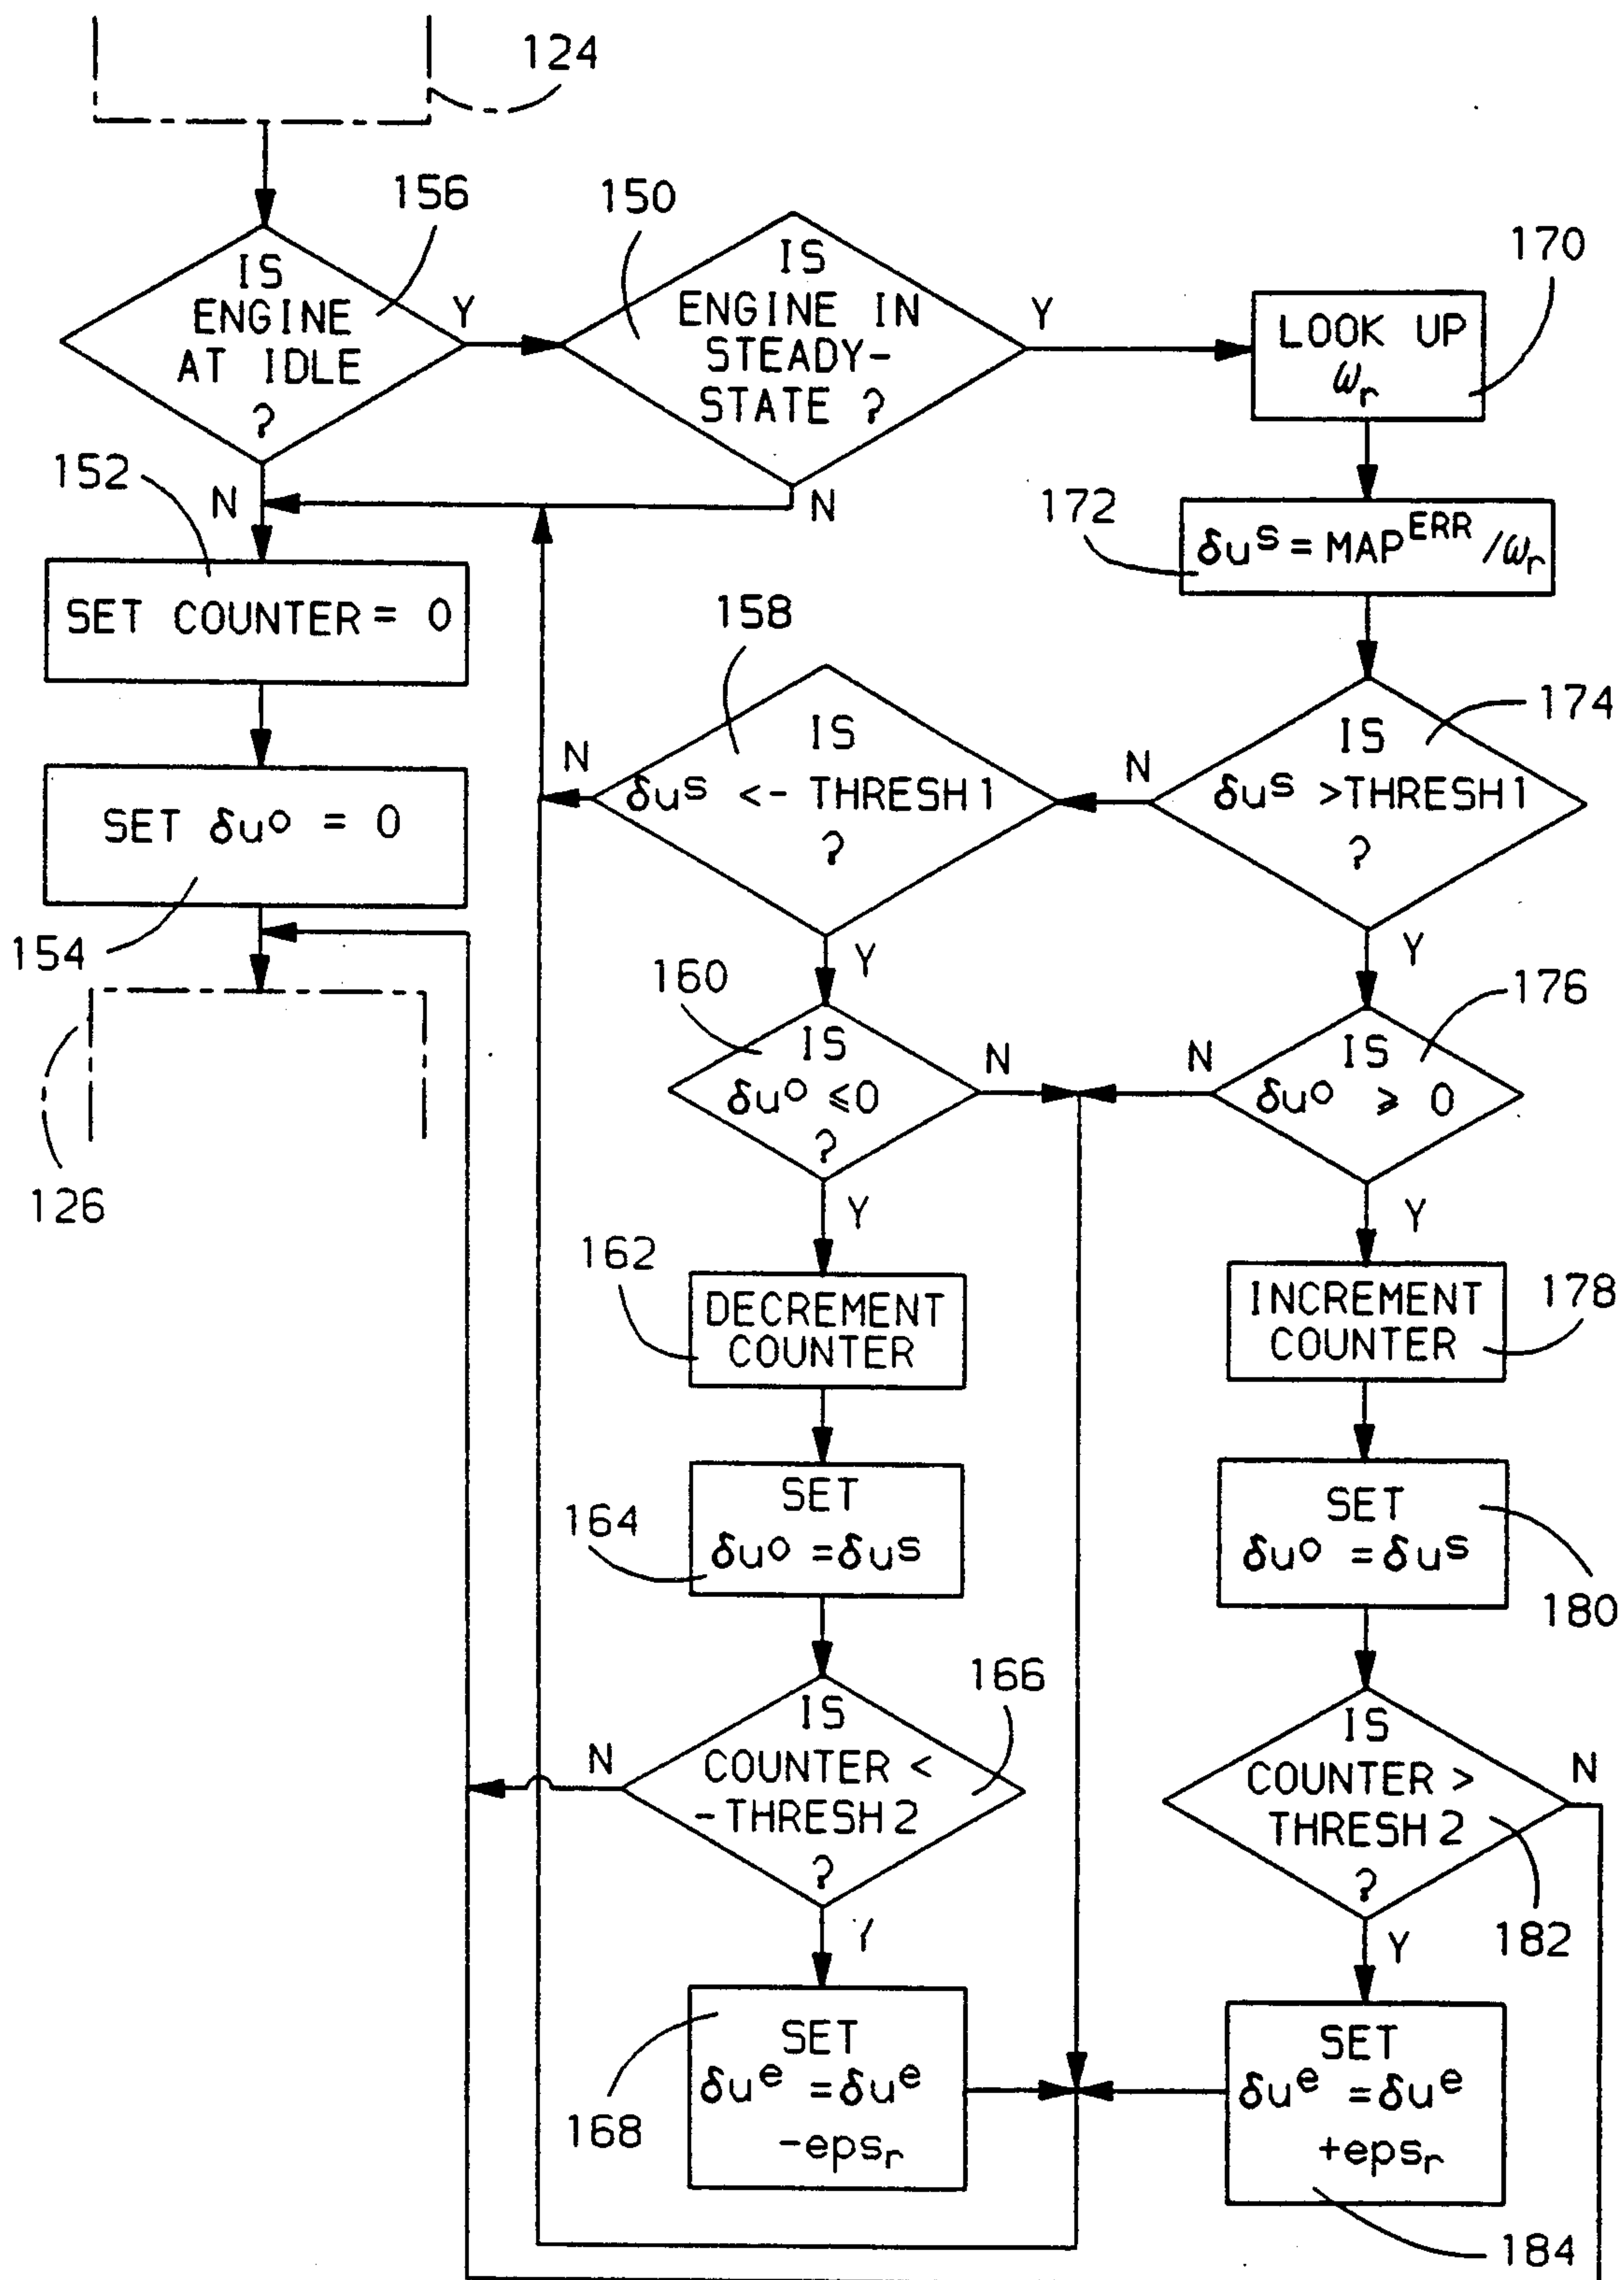 124
156
150
170
IS
ENGINE
AT IDLE
?
Y
IS
ENGINE IN
STEADY-
STATE ?
Y
LOOK UP
ωr
152
N
N
172
δuˢ = MAPᴱᴿᴿ /ωr
SET COUNTER = 0
158
174
N
IS
δuˢ < - THRESH1
?
N
IS
δuˢ >THRESH1
?
SET δuᵒ = 0
154
Y
Y
160
176
IS
δuᵒ ≤0
?
N
N
IS
δuᵒ ≥ 0
126
Y
Y
162
178
DECREMENT
COUNTER
INCREMENT
COUNTER
164
SET
δuᵒ =δuˢ
SET
δuᵒ =δuˢ
180
166
N
IS
COUNTER <
-THRESH2
?
IS
COUNTER >
THRESH2
?
N
182
Y
Y
168
SET
δuᵉ =δuᵉ
-epsr
SET
δuᵉ =δuᵉ
+epsr
184